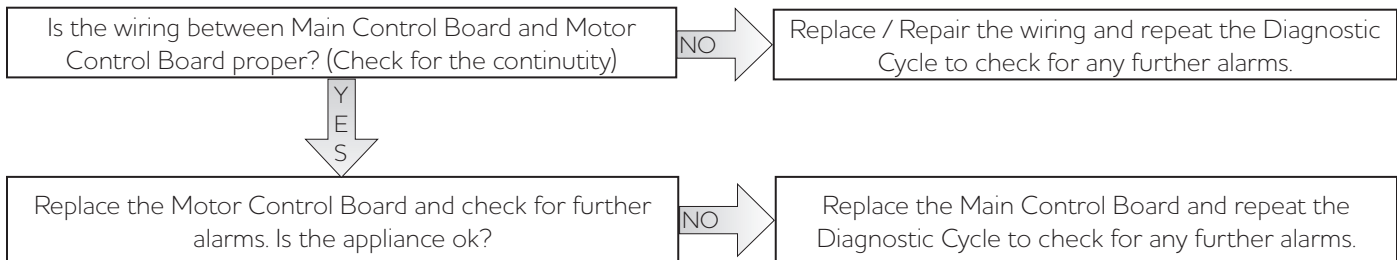 Is the wiring between Main Control Board and Motor
Control Board proper? (Check for the continutity)
NO
Replace / Repair the wiring and repeat the Diagnostic
Cycle to check for any further alarms.
Y
E
S
Replace the Motor Control Board and check for further
alarms. Is the appliance ok?
NO
Replace the Main Control Board and repeat the
Diagnostic Cycle to check for any further alarms.